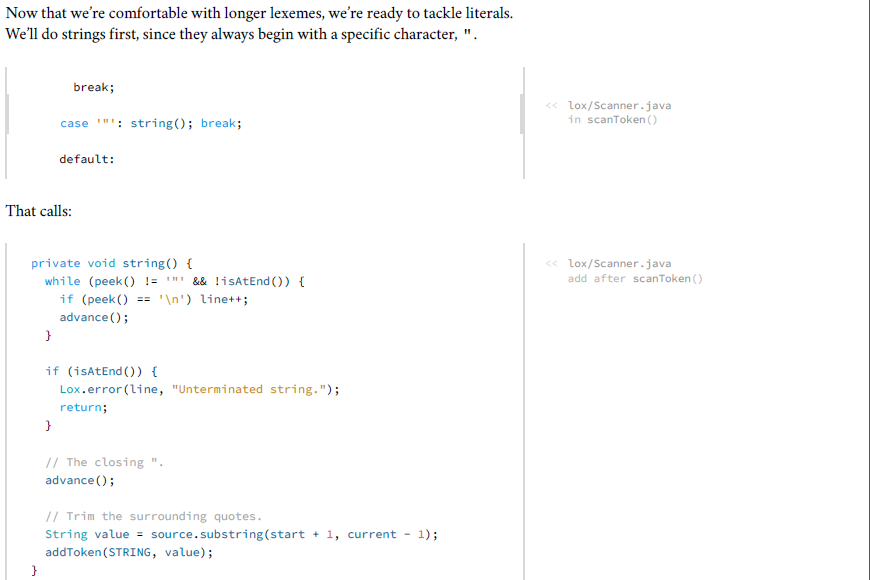 Now that we’re comfortable with longer lexemes, we’re ready to tackle literals.
We’ll do strings first, since they always begin with a specific character, ".
break;
case '"': string(); break;
default:
<< lox/Scanner.java
in scanToken()
That calls:
private void string() {
while (peek() != '"' && !isAtEnd()) {
if (peek() == '\n') line++;
advance();
}
if (isAtEnd()) {
Lox.error(line, "Unterminated string.");
return;
}
// The closing ".
advance();
// Trim the surrounding quotes.
String value = source.substring(start + 1, current - 1);
addToken(STRING, value);
}
<< lox/Scanner.java
add after scanToken()